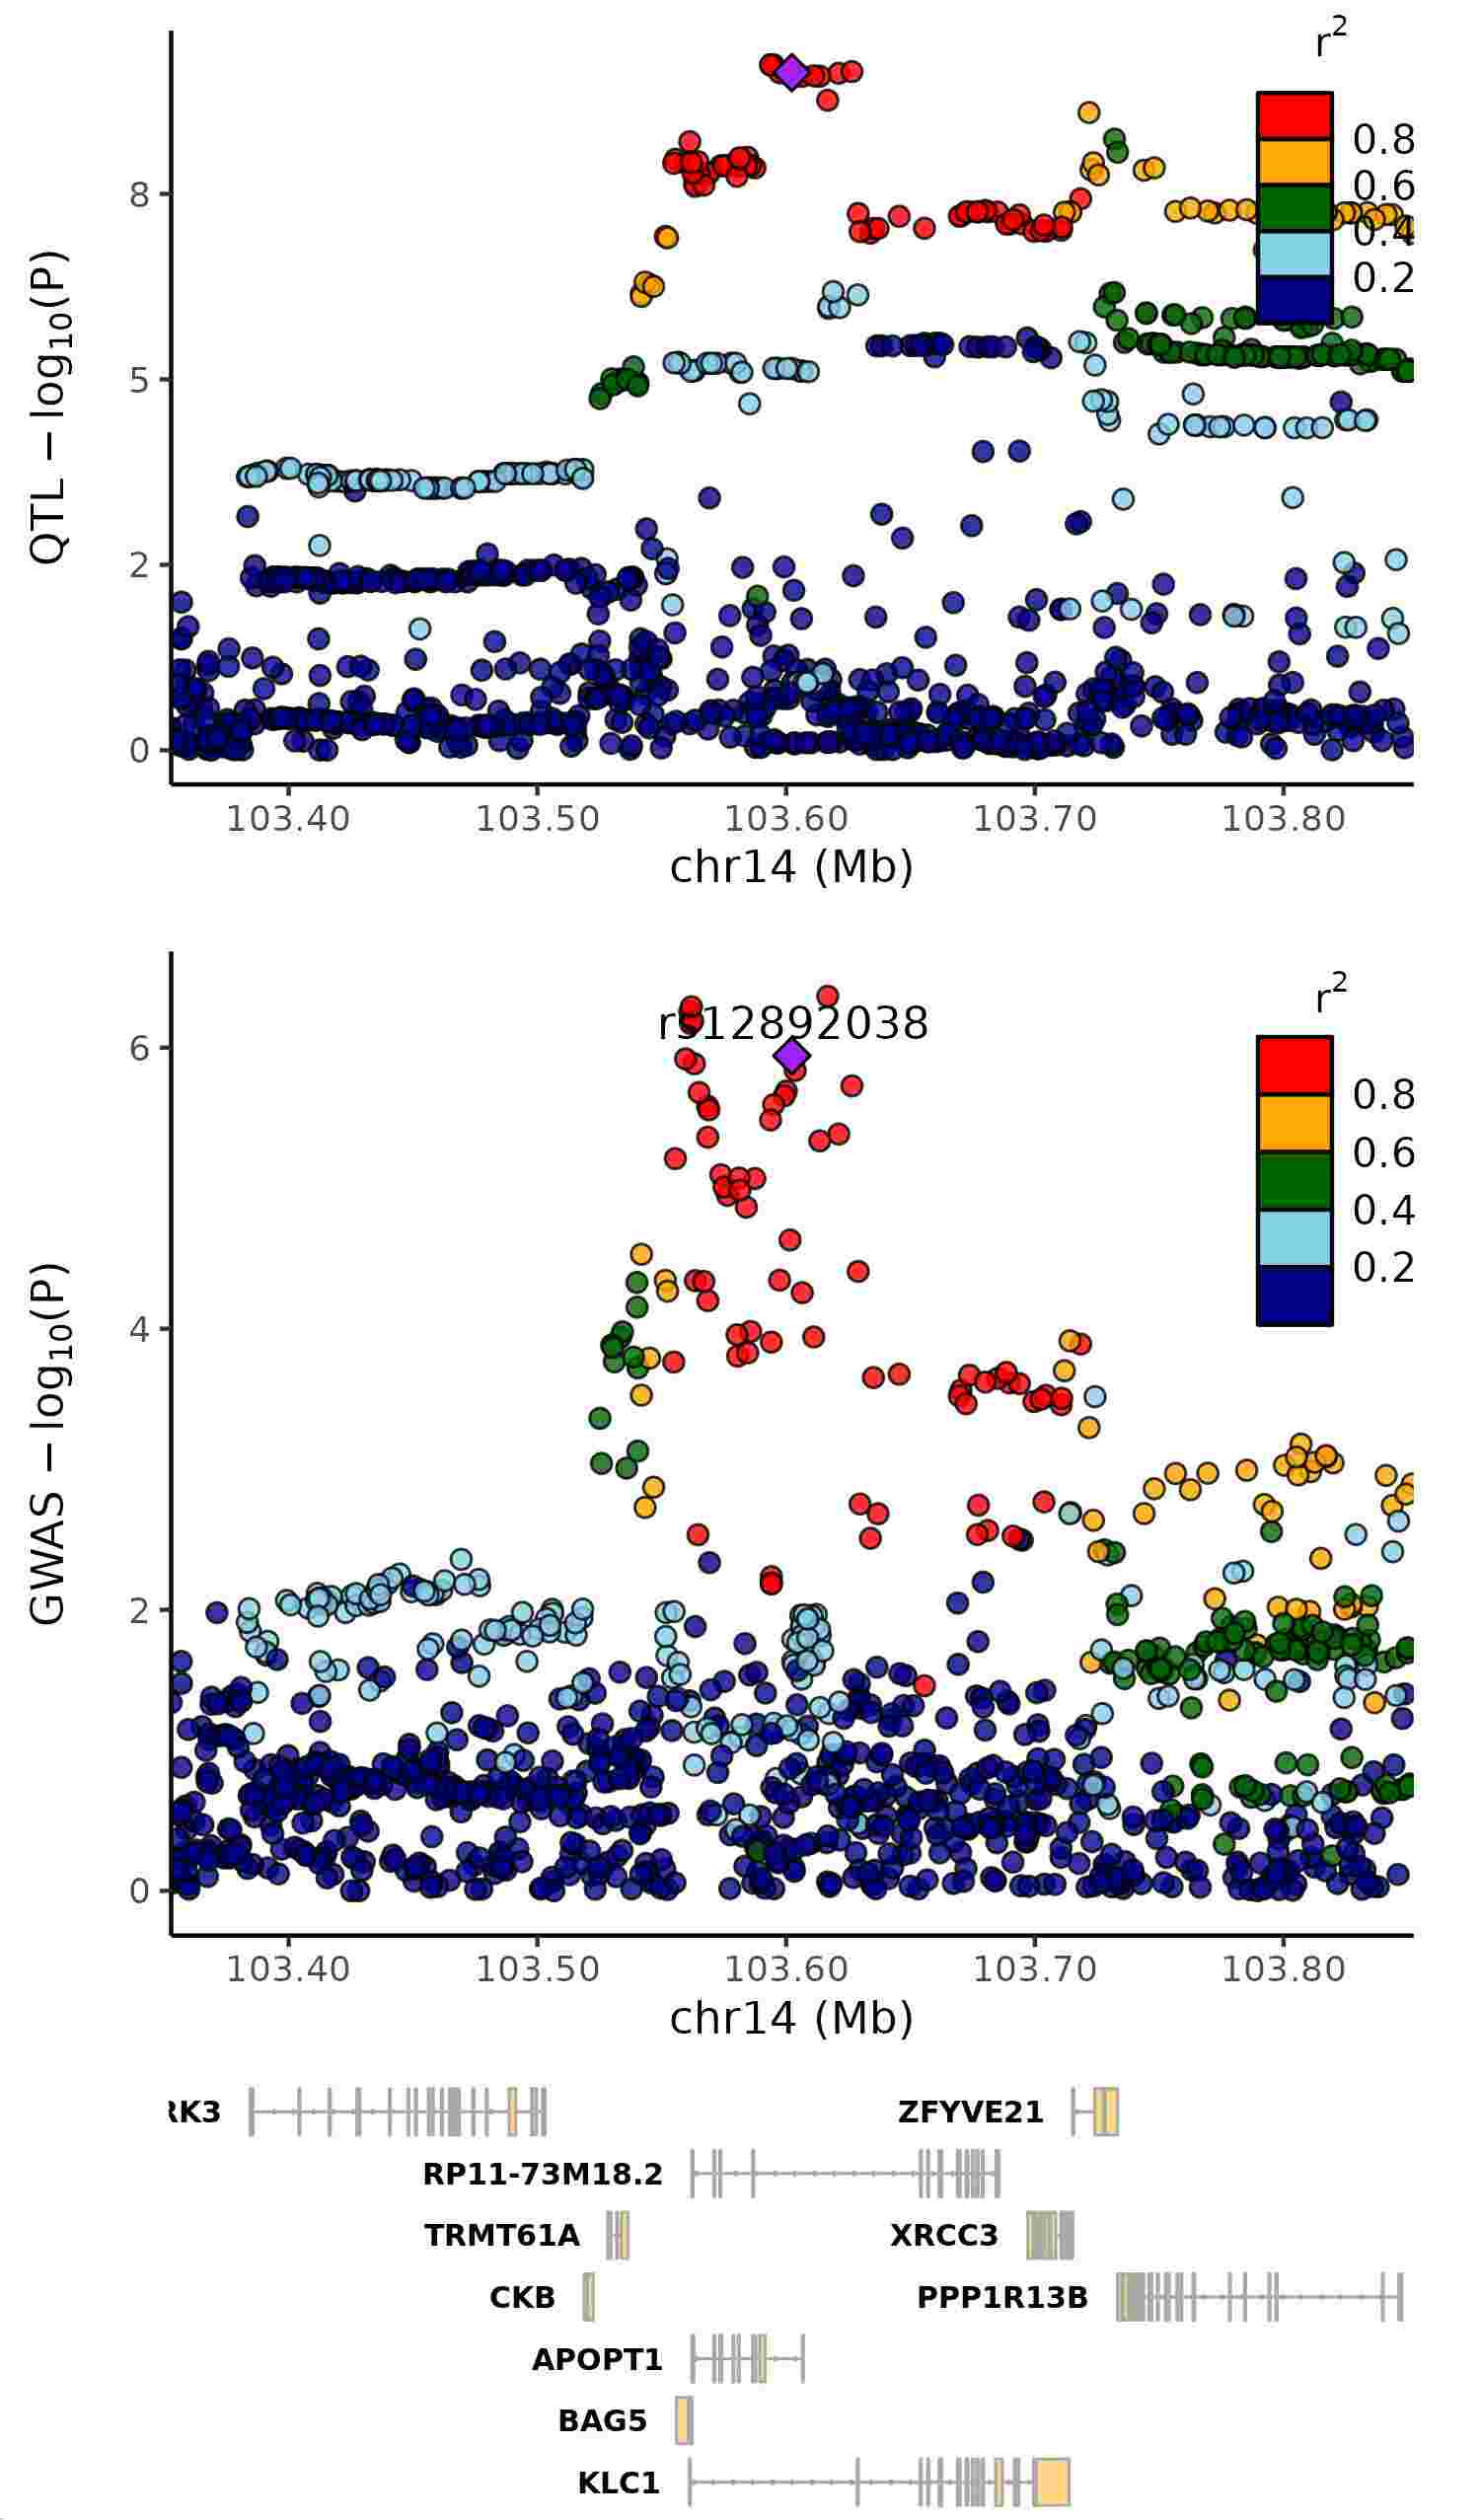 r²
0.8
0.6
0.4
0.2
8
5
2
0
QTL − log₁₀(P)
103.40 103.50 103.60 103.70 103.80
chr14 (Mb)
r²
0.8
0.6
0.4
0.2
rs12892038
6
4
2
0
GWAS − log₁₀(P)
103.40 103.50 103.60 103.70 103.80
chr14 (Mb)
RK3 ZFYVE21
RP11-73M18.2
TRMT61A XRCC3
CKB PPP1R13B
APOPT1
BAG5
KLC1